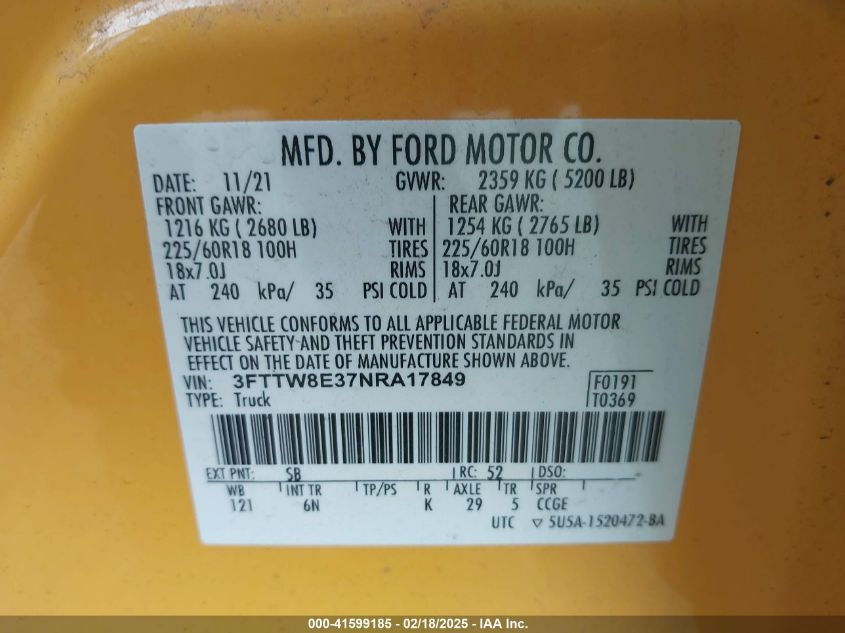 MFD. BY FORD MOTOR CO.
DATE: 11/21 GVWR: 2359 KG ( 5200 LB)
FRONT GAWR: REAR GAWR:
1216 KG ( 2680 LB) WITH 1254 KG ( 2765 LB) WITH
225/60R18 100H TIRES 225/60R18 100H TIRES
18x7.0J RIMS 18x7.0J RIMS
AT 240 kPa/ 35 PSI COLD AT 240 kPa/ 35 PSI COLD
THIS VEHICLE CONFORMS TO ALL APPLICABLE FEDERAL MOTOR
VEHICLE SAFETY AND THEFT PREVENTION STANDARDS IN
EFFECT ON THE DATE OF MANUFACTURE SHOWN ABOVE.
VIN: 3FTTW8E37NRA17849 F0191
TYPE: Truck T0369
EXT PNT: SB RC: 52 DSO:
WB INT TR TP/PS R AXLE TR SPR
121 6N K 29 5 CCGE
UTC ▽ 5U5A-1520472-BA
000-41599185 - 02/18/2025 - IAA Inc.